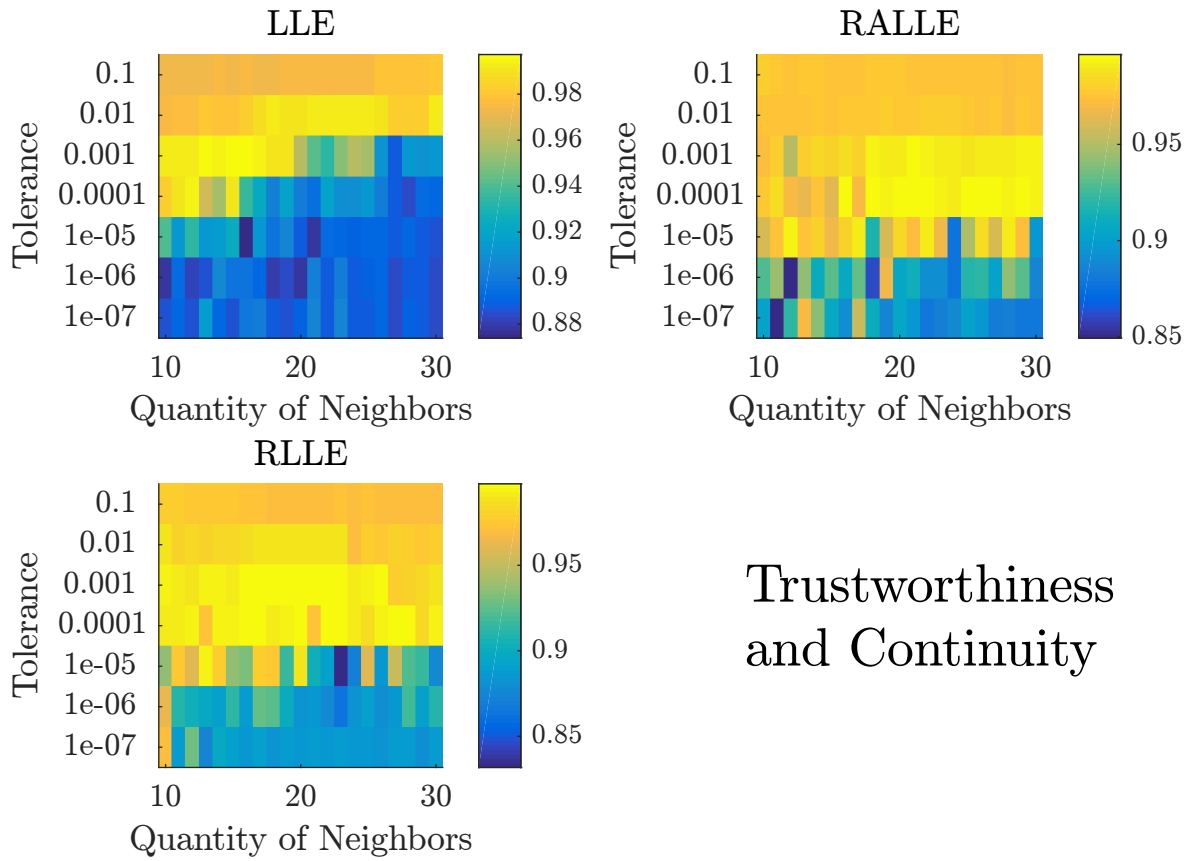 LLE
Tolerance
0.1
0.01
0.001
0.0001
1e-05
1e-06
1e-07
10 20 30
Quantity of Neighbors
0.98
0.96
0.94
0.92
0.9
0.88
RALLE
Tolerance
0.1
0.01
0.001
0.0001
1e-05
1e-06
1e-07
10 20 30
Quantity of Neighbors
0.95
0.9
0.85
RLLE
Tolerance
0.1
0.01
0.001
0.0001
1e-05
1e-06
1e-07
10 20 30
Quantity of Neighbors
0.95
0.9
0.85
Trustworthiness
and Continuity